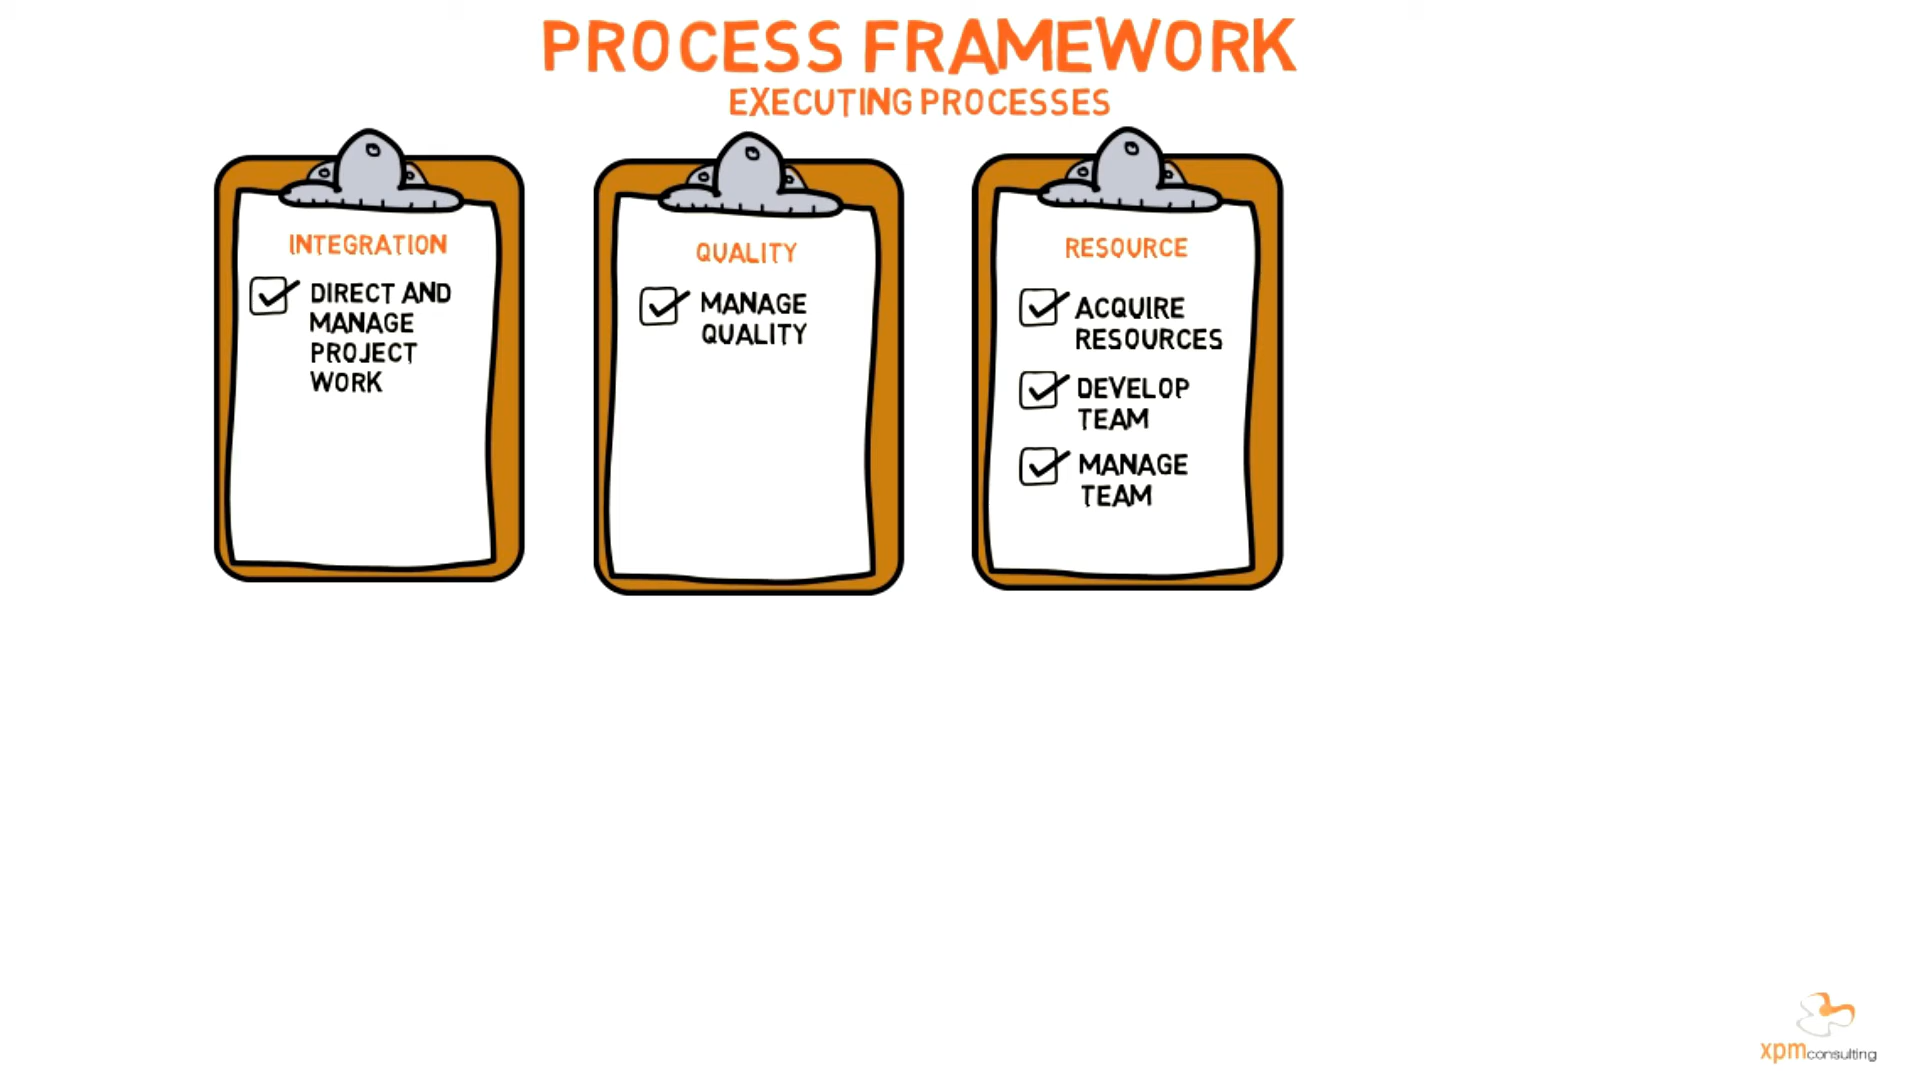 PROCESS FRAMEWORK
EXECUTING PROCESSES
INTEGRATION
DIRECT AND
MANAGE
PROJECT
WORK
QUALITY
MANAGE
QUALITY
RESOURCE
ACQUIRE
RESOURCES
DEVELOP
TEAM
MANAGE
TEAM
xpmconsulting